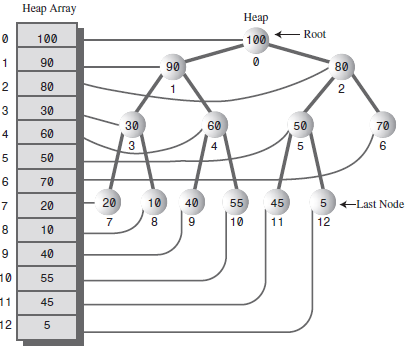 Heap Array
0 100
1 90
2 80
3 30
4 60
5 50
6 70
7 20
8 10
9 40
10 55
11 45
12 5
Heap
100 Root
0
90 80
1 2
30 60 50 70
3 4 5 6
20 10 40 55 45 5 Last Node
7 8 9 10 11 12